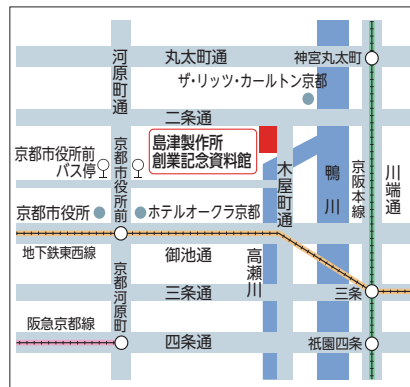 河原町通
丸太町通
神宮丸太町
ザ・リッツ・カールトン京都
二条通
島津製作所
創業記念資料館
京都市役所前
バス停
京都市役所前
木屋町通
鴨川
京阪本線
川端通
京都市役所
ホテルオークラ京都
地下鉄東西線
御池通
高瀬川
京都河原町
三条通
三条
阪急京都線
四条通
祇園四条